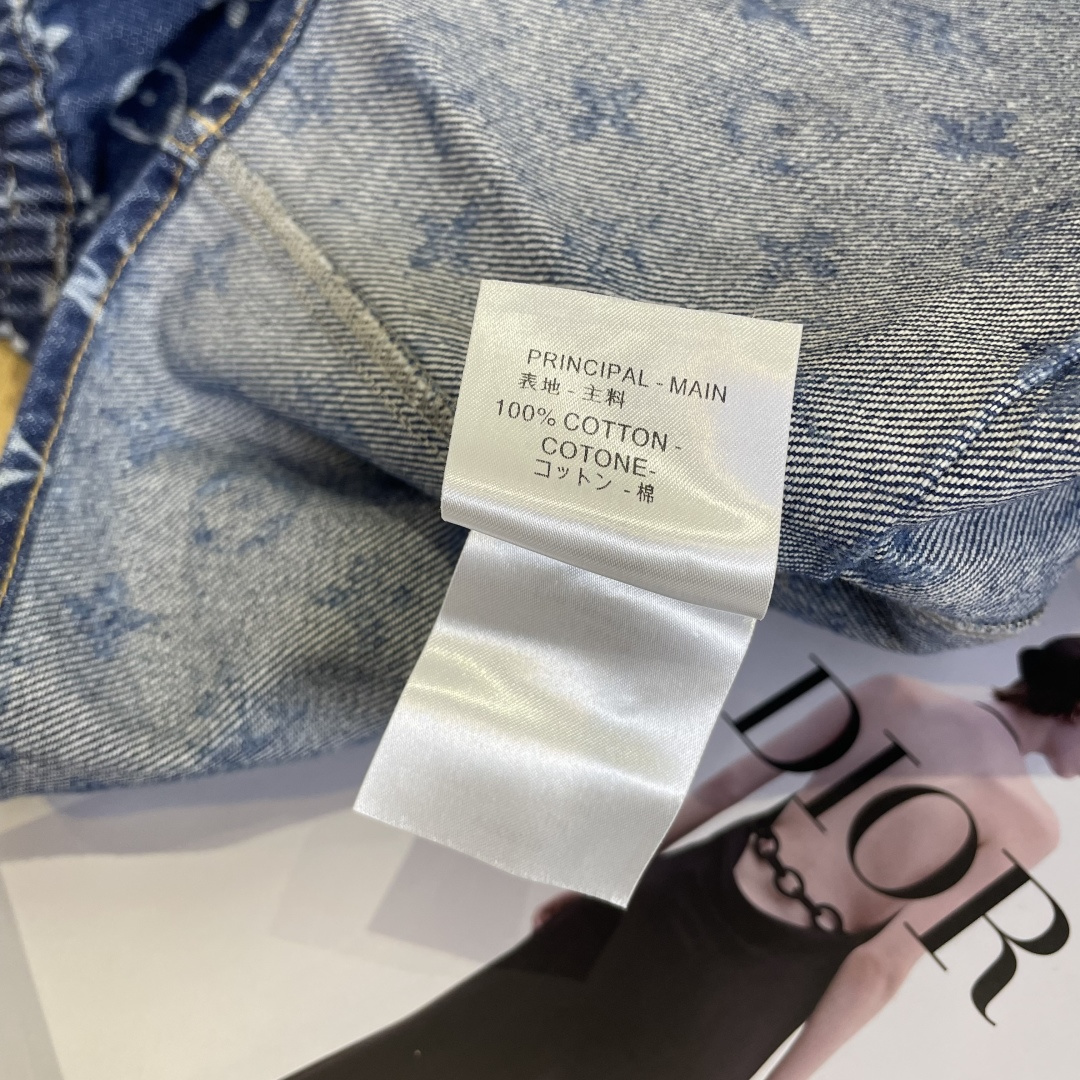 PRINCIPAL - MAIN
表地 - 主料
100% COTTON -
COTONE-
コットン - 棉
DIOR